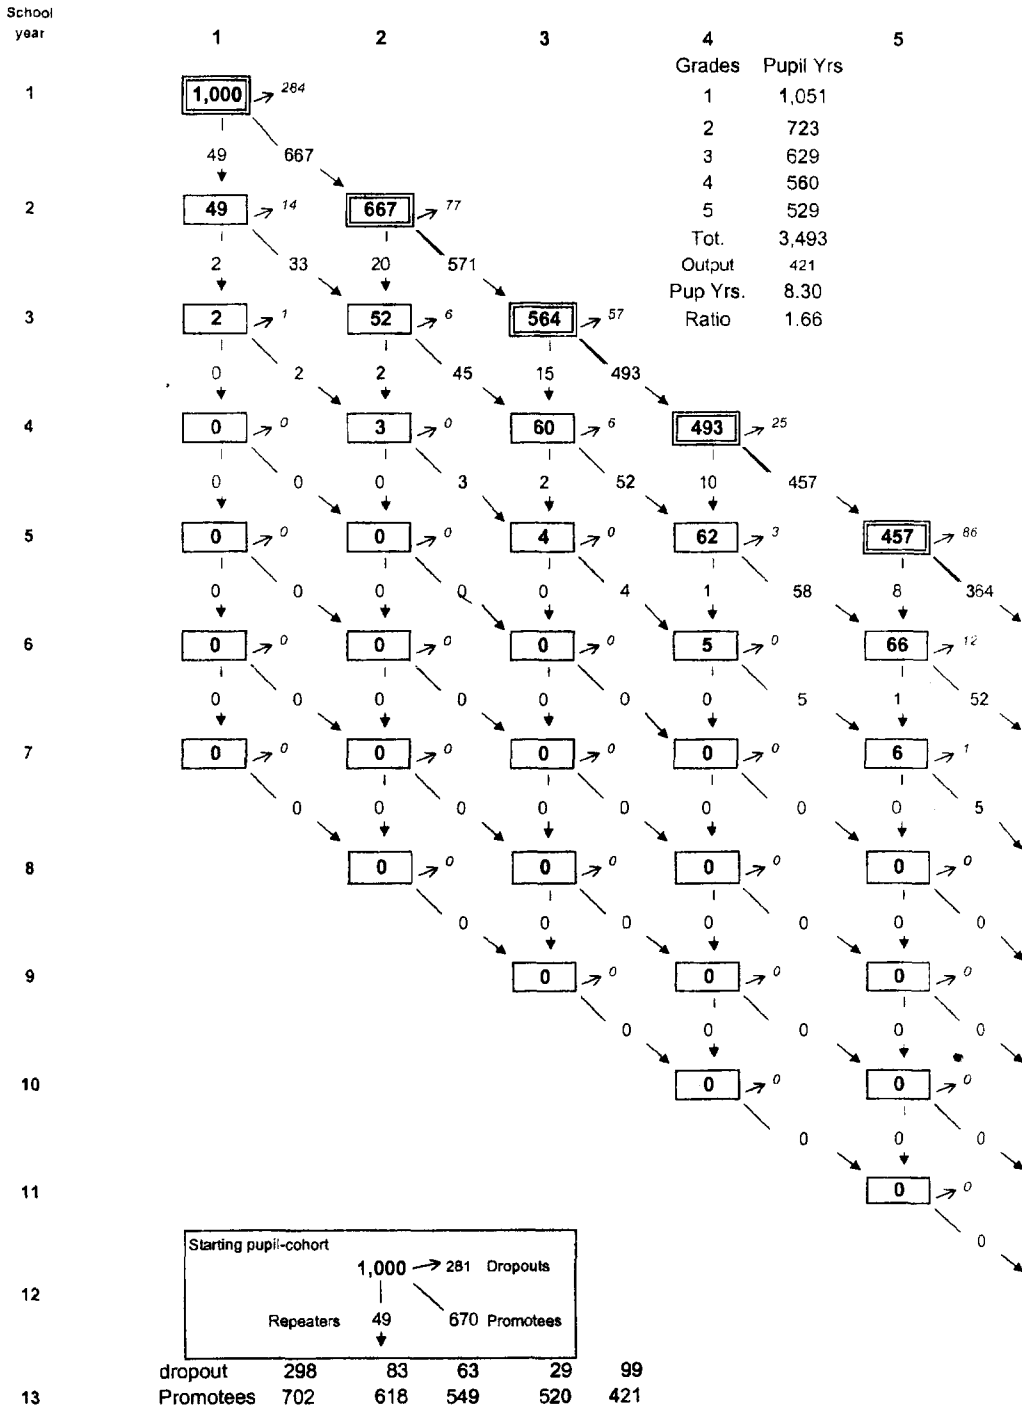 School
year 1 2 3 4 5
Grades Pupil Yrs
1 1,000 284 1 1,051
2 723
49 667 3 629
4 560
2 49 14 667 77 5 529
Tot. 3,493
2 33 20 571 Output 421
Pup Yrs. 8.30
3 2 1 52 6 564 57 Ratio 1.66
0 2 2 45 15 493
4 0 0 3 0 60 6 493 25
0 0 0 3 2 52 10 457
5 0 0 0 0 4 0 62 3 457 86
0 0 0 0 0 4 1 58 8 364
6 0 0 0 0 0 0 5 0 66 12
0 0 0 0 0 0 0 5 1 52
7 0 0 0 0 0 0 0 0 6 1
0 0 0 0 0 0 0 0 5
8 0 0 0 0 0 0 0 0
0 0 0 0 0 0 0
9 0 0 0 0 0 0
0 0 0 0 0
10 0 0 0 0
0 0 0
11 0 0
Starting pupil-cohort 0
1,000 281 Dropouts
12
Repeaters 49 670 Promotees
dropout 298 83 63 29 99
13 Promotees 702 618 549 520 421